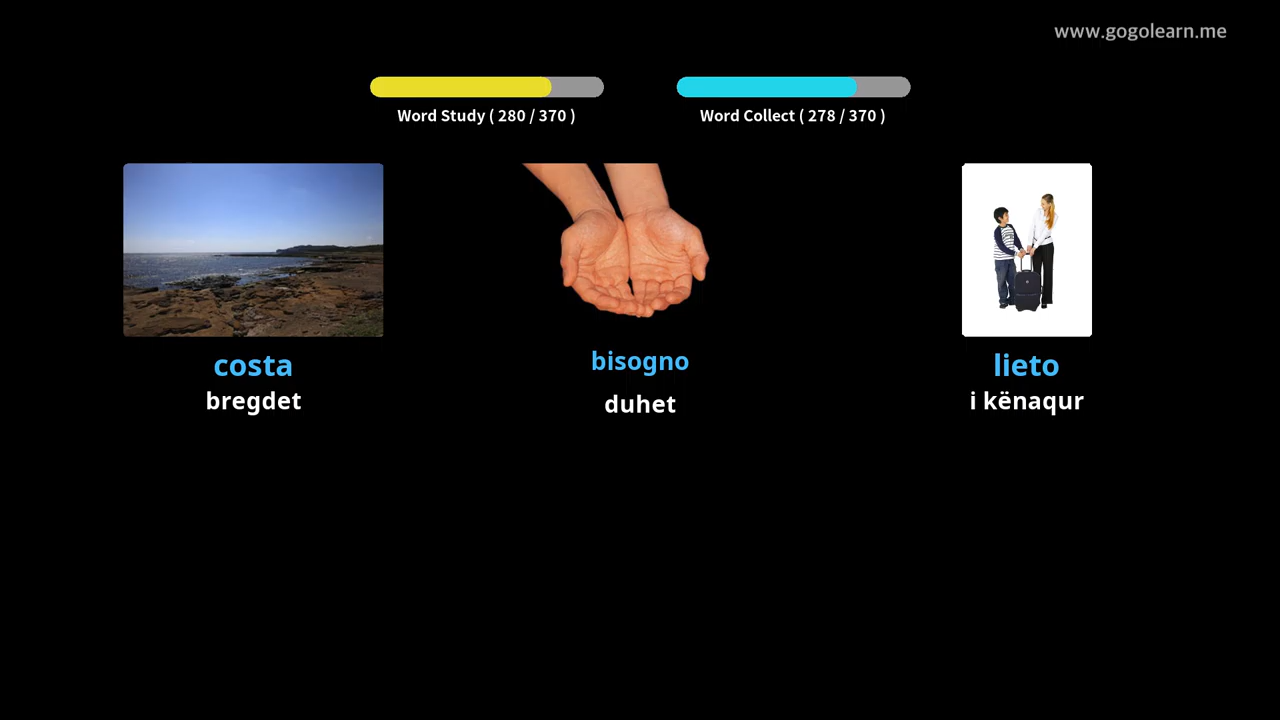 www.gogolearn.me
Word Study ( 280 / 370 )
Word Collect ( 278 / 370 )
costa
bregdet
bisogno
duhet
lieto
i kënaqur